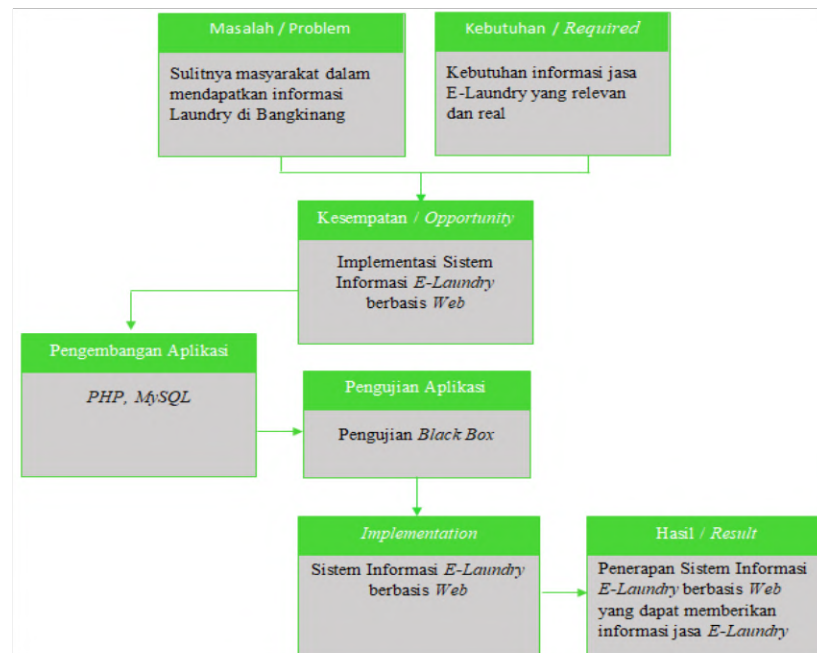 Masalah / Problem
Sulitnya masyarakat dalam
mendapatkan informasi
Laundry di Bangkinang
Kebutuhan / Required
Kebutuhan informasi jasa
E-Laundry yang relevan
dan real
Kesempatan / Opportunity
Implementasi Sistem
Informasi E-Laundry
berbasis Web
Pengembangan Aplikasi
PHP, MySQL
Pengujian Aplikasi
Pengujian Black Box
Implementation
Sistem Informasi E-Laundry
berbasis Web
Hasil / Result
Penerapan Sistem Informasi
E-Laundry berbasis Web
yang dapat memberikan
informasi jasa E-Laundry